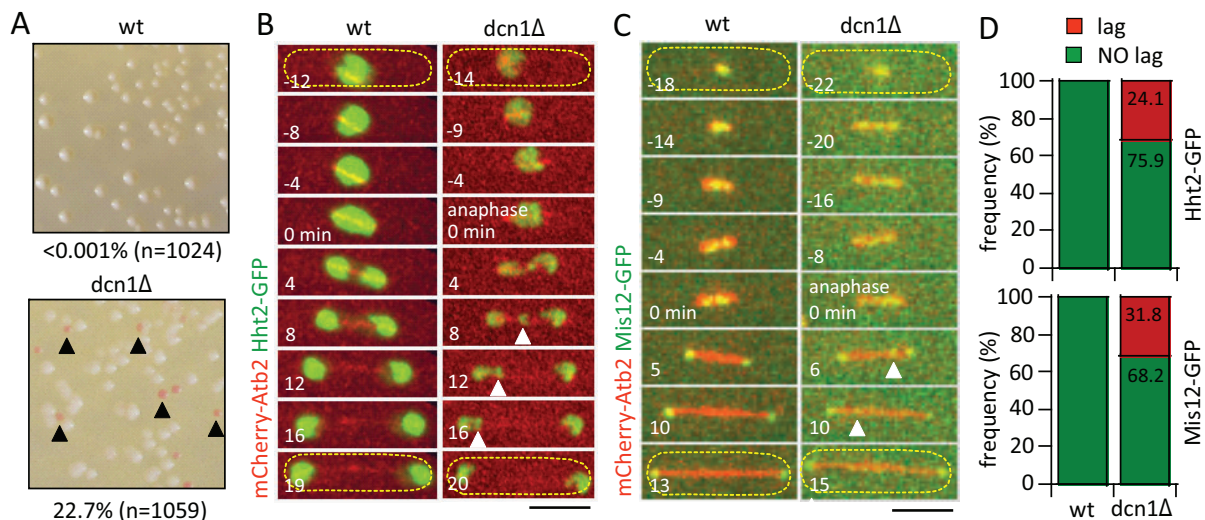 A
wt
<0.001% (n=1024)
dcn1Δ
22.7% (n=1059)
B
wt
dcn1Δ
mCherry-Atb2 Hht2-GFP
-12
-14
-8
-9
-4
-4
0 min
anaphase
0 min
4
4
8
8
12
12
16
16
19
20
C
wt
dcn1Δ
mCherry-Atb2 Mis12-GFP
-18
-22
-14
-20
-9
-16
-4
-8
0 min
anaphase
0 min
5
6
10
10
13
15
D
lag
NO lag
frequency (%)
100
80
60
40
20
0
24.1
75.9
Hht2-GFP
frequency (%)
100
80
60
40
20
0
31.8
68.2
Mis12-GFP
wt
dcn1Δ